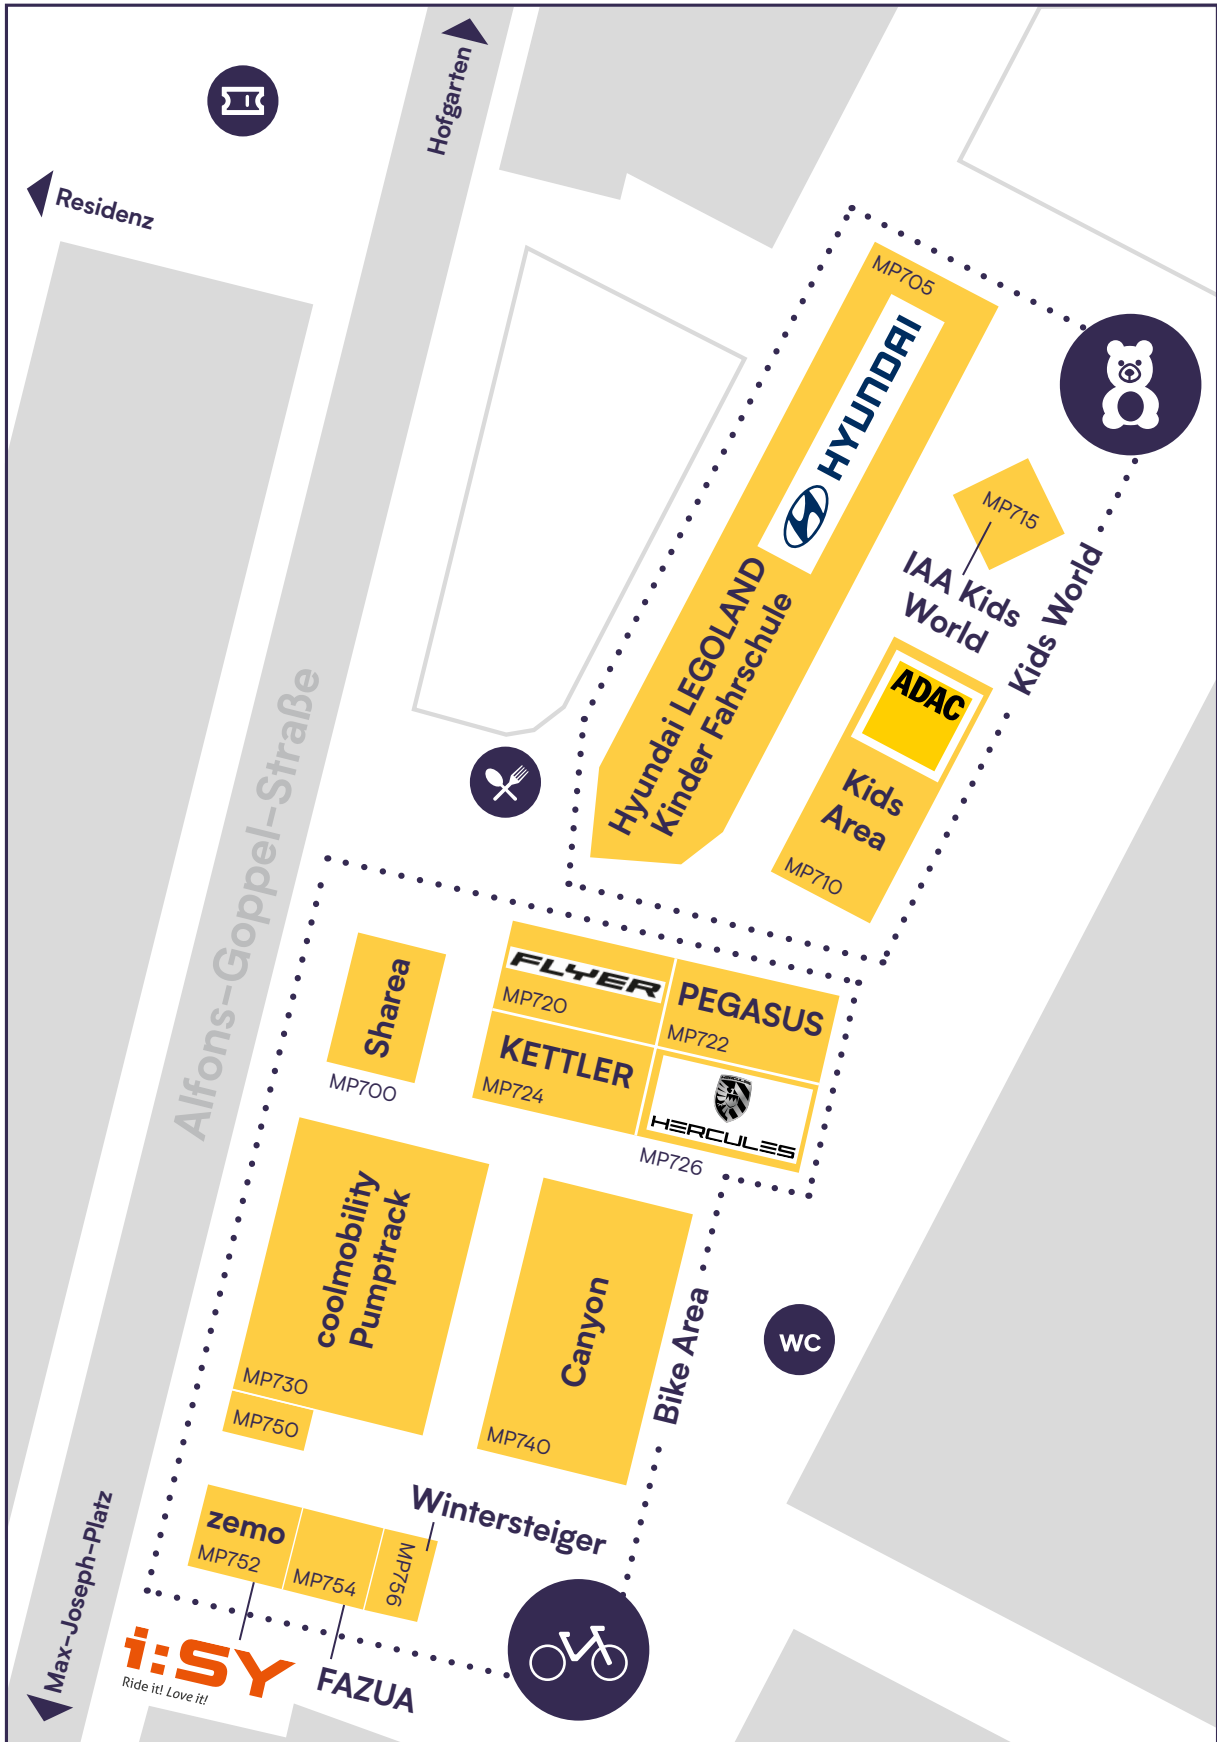 Hofgarten
Residenz
MP705
HYUNDAI
Hyundai LEGOLAND
Kinder Fahrschule
MP715
IAA Kids
World
Kids World
ADAC
Kids
Area
MP710
Alfons-Goppel-Straße
Sharea
MP700
FLYER
MP720
PEGASUS
MP722
KETTLER
MP724
HERCULES
HERCULES
MP726
coolmobility
Pumptrack
MP730
MP750
Canyon
MP740
Bike Area
WC
Wintersteiger
zemo
MP752
MP754
MP756
i:SY
Ride it! Love it!
FAZUA
Max-Joseph-Platz